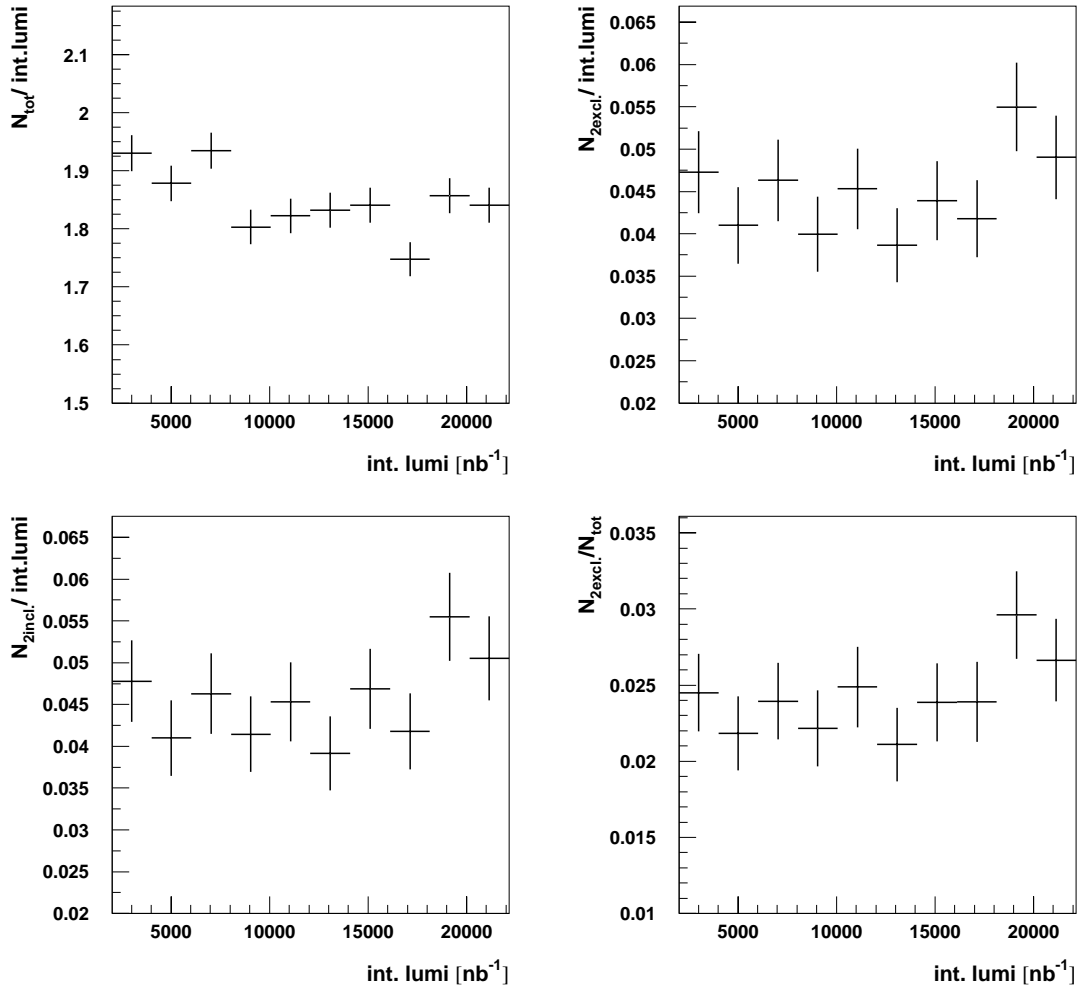 N_tot/ int.lumi
2.1
2
1.9
1.8
1.7
1.6
1.5
5000 10000 15000 20000
int. lumi [nb⁻¹]
N_2excl./ int.lumi
0.065
0.06
0.055
0.05
0.045
0.04
0.035
0.03
0.025
0.02
5000 10000 15000 20000
int. lumi [nb⁻¹]
N_2incl./ int.lumi
0.065
0.06
0.055
0.05
0.045
0.04
0.035
0.03
0.025
0.02
5000 10000 15000 20000
int. lumi [nb⁻¹]
N_2excl./N_tot
0.035
0.03
0.025
0.02
0.015
0.01
5000 10000 15000 20000
int. lumi [nb⁻¹]